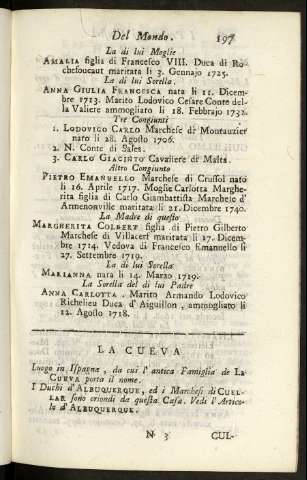 Del Mondo. 197
La di lui Moglie
AMALIA figlia di Francesco VIII. Duca di Ro-
chefoucaut maritata li 3. Gennajo 1725.
La di lui Sorella.
ANNA GIULIA FRANCESCA nata li 11. Dicem-
bre 1713. Marito Lodovico Cesare Conte del-
la Valiere ammogliato li 18. Febbrajo 1732.
Tre Congiunti
1. LODOVICO CARLO Marchese di Montauzier
nato li 28. Agosto 1706.
2. N. Conte di Sales.
3. CARLO GIACINTO Cavaliere di Malta.
Altro Congiunto
PIETRO EMANUELLO Marchese di Crussol nato
li 16. Aprile 1717. Moglie Carlotta Marghe-
rita figlia di Carlo Giambattista Marchese d'
Armenonville maritata li 21. Dicembre 1740.
La Madre di questo
MARGHERITA COLBERT figlia di Pietro Gilberto
Marchese di Villacerf maritata li 17. Dicem-
bre 1714. Vedova di Francesco Emanuello li
27. Settembre 1719.
La di lui Sorella
MARIANNA nata li 14. Marzo 1719.
La Sorella del di lui Padre
ANNA CARLOTTA. Marito Armando Lodovico
Richelieu Duca d'Aiguillon, ammogliato li
12. Agosto 1718.
LA CUEVA
Luogo in Ispagna, da cui l'antica Famiglia de LA
CUEVA porta il nome.
I Duchi d'ALBUQUERQUE, ed i Marchesi di CUEL-
LAR sono oriondi da questa Casa. Vedi l'Artico-
lo d'ALBUQUERQUE.
N 3 CUL-